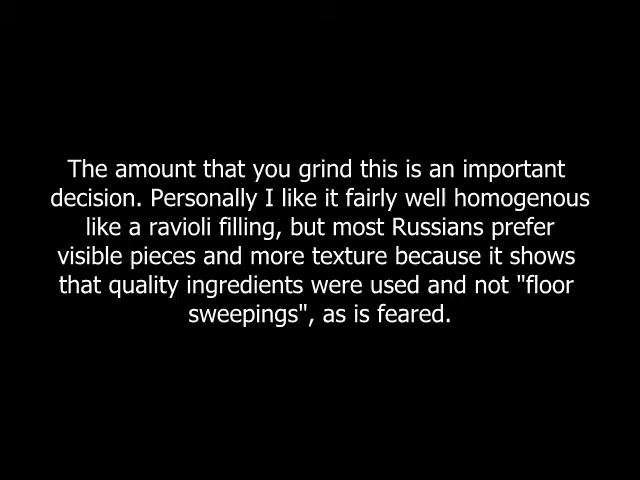 The amount that you grind this is an important
decision. Personally I like it fairly well homogenous
like a ravioli filling, but most Russians prefer
visible pieces and more texture because it shows
that quality ingredients were used and not "floor
sweepings", as is feared.